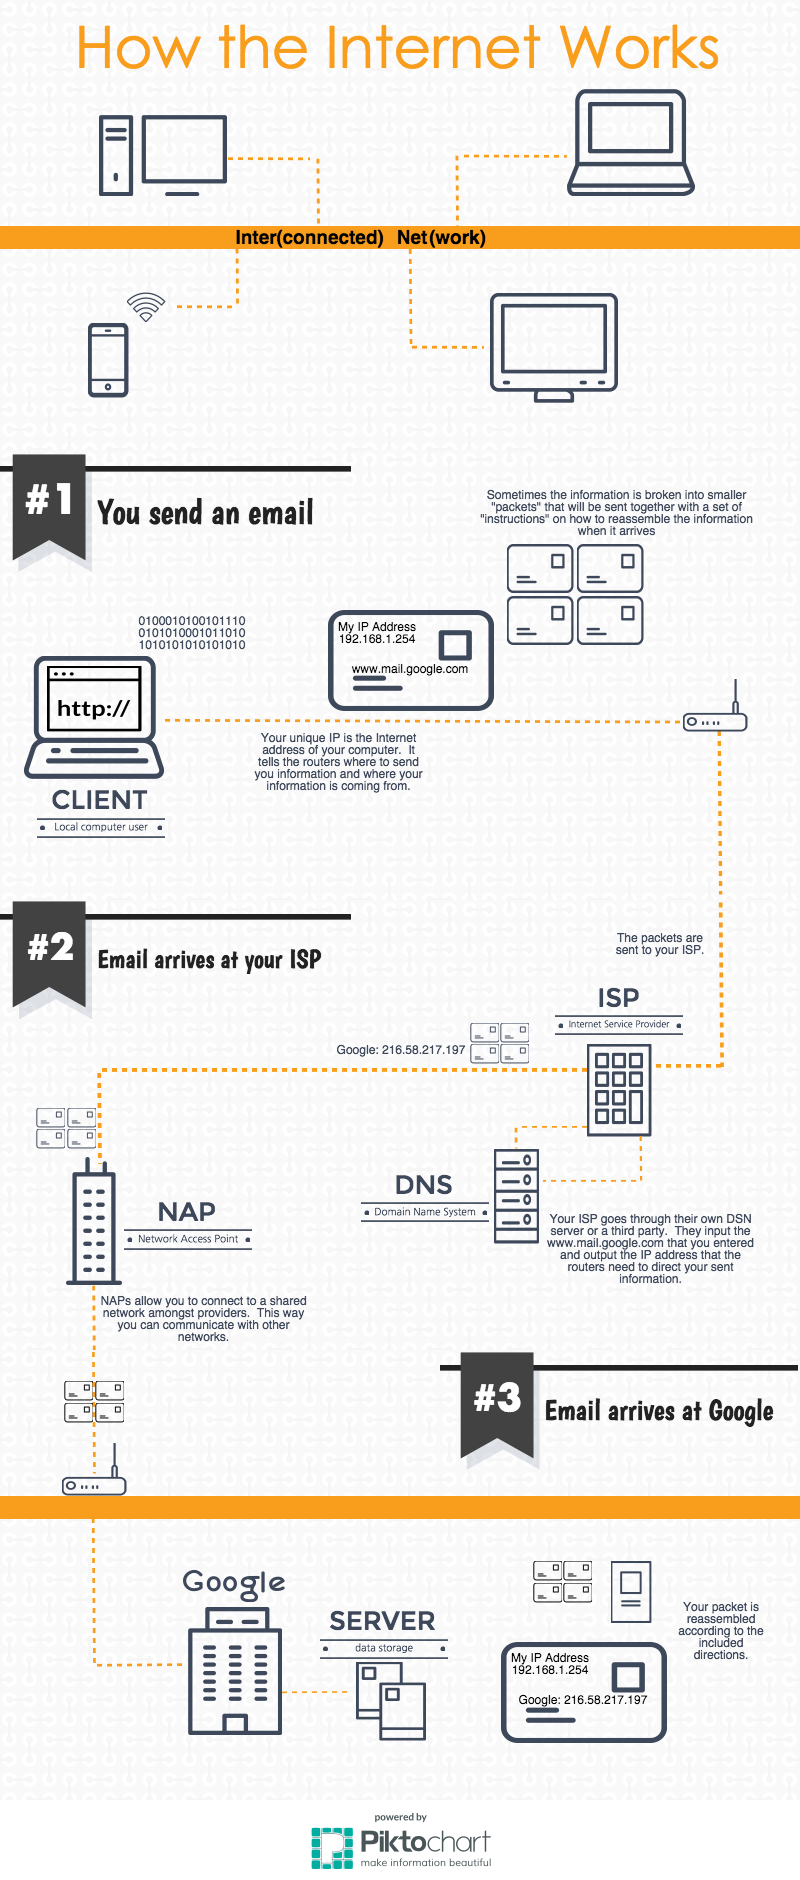 How the Internet Works
Inter(connected) Net(work)
#1
You send an email
Sometimes the information is broken into smaller
"packets" that will be sent together with a set of
"instructions" on how to reassemble the information
when it arrives
0100010100101110
0101010001011010
1010101010101010
My IP Address
192.168.1.254
www.mail.google.com
http://
Your unique IP is the Internet
address of your computer. It
tells the routers where to send
you information and where your
information is coming from.
CLIENT
Local computer user
#2
Email arrives at your ISP
The packets are
sent to your ISP.
ISP
Internet Service Provider
Google: 216.58.217.197
DNS
Domain Name System
NAP
Network Access Point
Your ISP goes through their own DSN
server or a third party. They input the
www.mail.google.com that you entered
and output the IP address that the
routers need to direct your sent
information.
NAPs allow you to connect to a shared
network amongst providers. This way
you can communicate with other
networks.
#3
Email arrives at Google
Google
SERVER
data storage
Your packet is
reassembled
according to the
included
directions.
My IP Address
192.168.1.254
Google: 216.58.217.197
powered by
Piktochart
make information beautiful